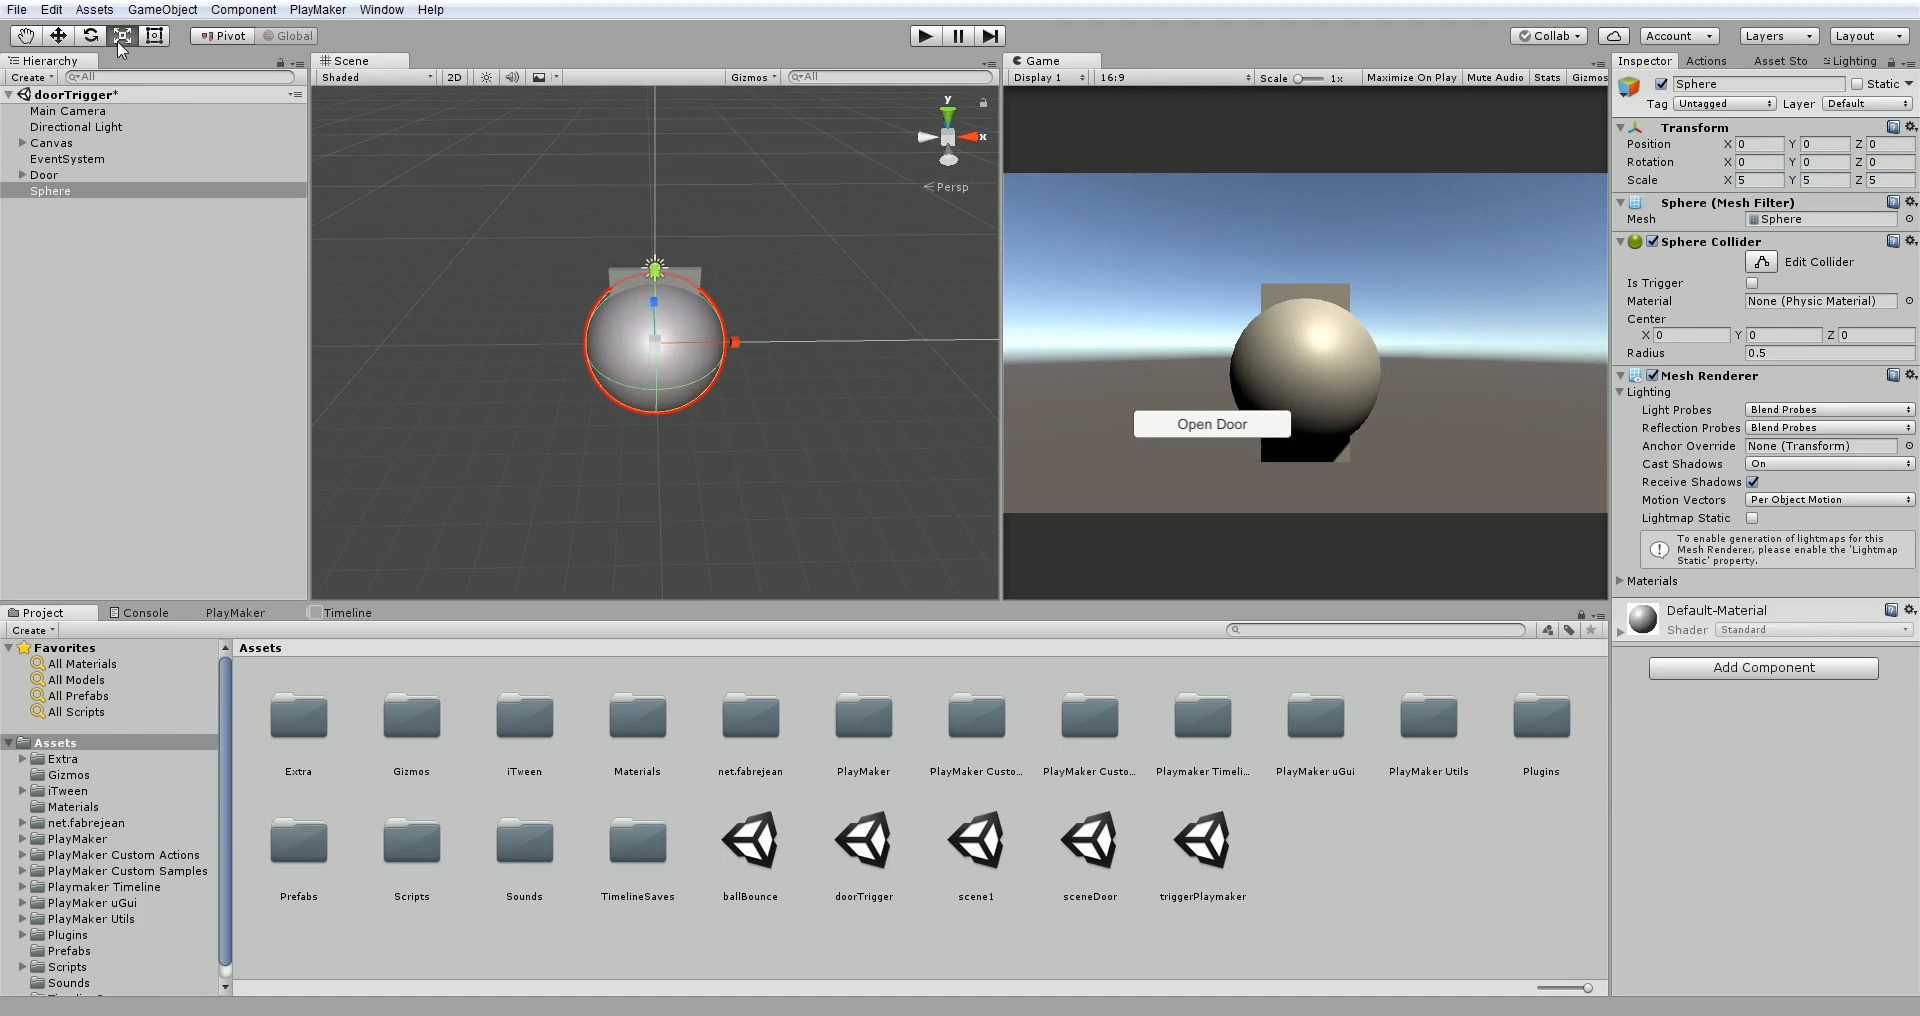 File Edit Assets GameObject Component PlayMaker Window Help
Pivot Global Collab Account Layers Layout
Hierarchy
Create All
doorTrigger*
Main Camera
Directional Light
Canvas
EventSystem
Door
Sphere
Scene
Shaded 2D Gizmos All
y
x
Persp
Game
Display 1 16:9 Scale 1x Maximize On Play Mute Audio Stats Gizmos
Open Door
Inspector Actions Asset Sto Lighting
Sphere Static
Tag Untagged Layer Default
Transform
Position X 0 Y 0 Z 0
Rotation X 0 Y 0 Z 0
Scale X 5 Y 5 Z 5
Sphere (Mesh Filter)
Mesh Sphere
Sphere Collider
Edit Collider
Is Trigger
Material None (Physic Material)
Center
X 0 Y 0 Z 0
Radius 0.5
Mesh Renderer
Lighting
Light Probes Blend Probes
Reflection Probes Blend Probes
Anchor Override None (Transform)
Cast Shadows On
Receive Shadows
Motion Vectors Per Object Motion
Lightmap Static
To enable generation of lightmaps for this
Mesh Renderer, please enable the 'Lightmap
Static' property.
Materials
Default-Material
Shader Standard
Add Component
Project Console PlayMaker Timeline
Create
Favorites
All Materials
All Models
All Prefabs
All Scripts
Assets
Extra
Gizmos
iTween
Materials
net.fabrejean
PlayMaker
PlayMaker Custom Actions
PlayMaker Custom Samples
Playmaker Timeline
PlayMaker uGui
PlayMaker Utils
Plugins
Prefabs
Scripts
Sounds
Assets
Extra Gizmos iTween Materials net.fabrejean PlayMaker PlayMaker Custo... PlayMaker Custo... Playmaker Timeli... PlayMaker uGui PlayMaker Utils Plugins
Prefabs Scripts Sounds TimelineSaves ballBounce doorTrigger scene1 sceneDoor triggerPlaymaker